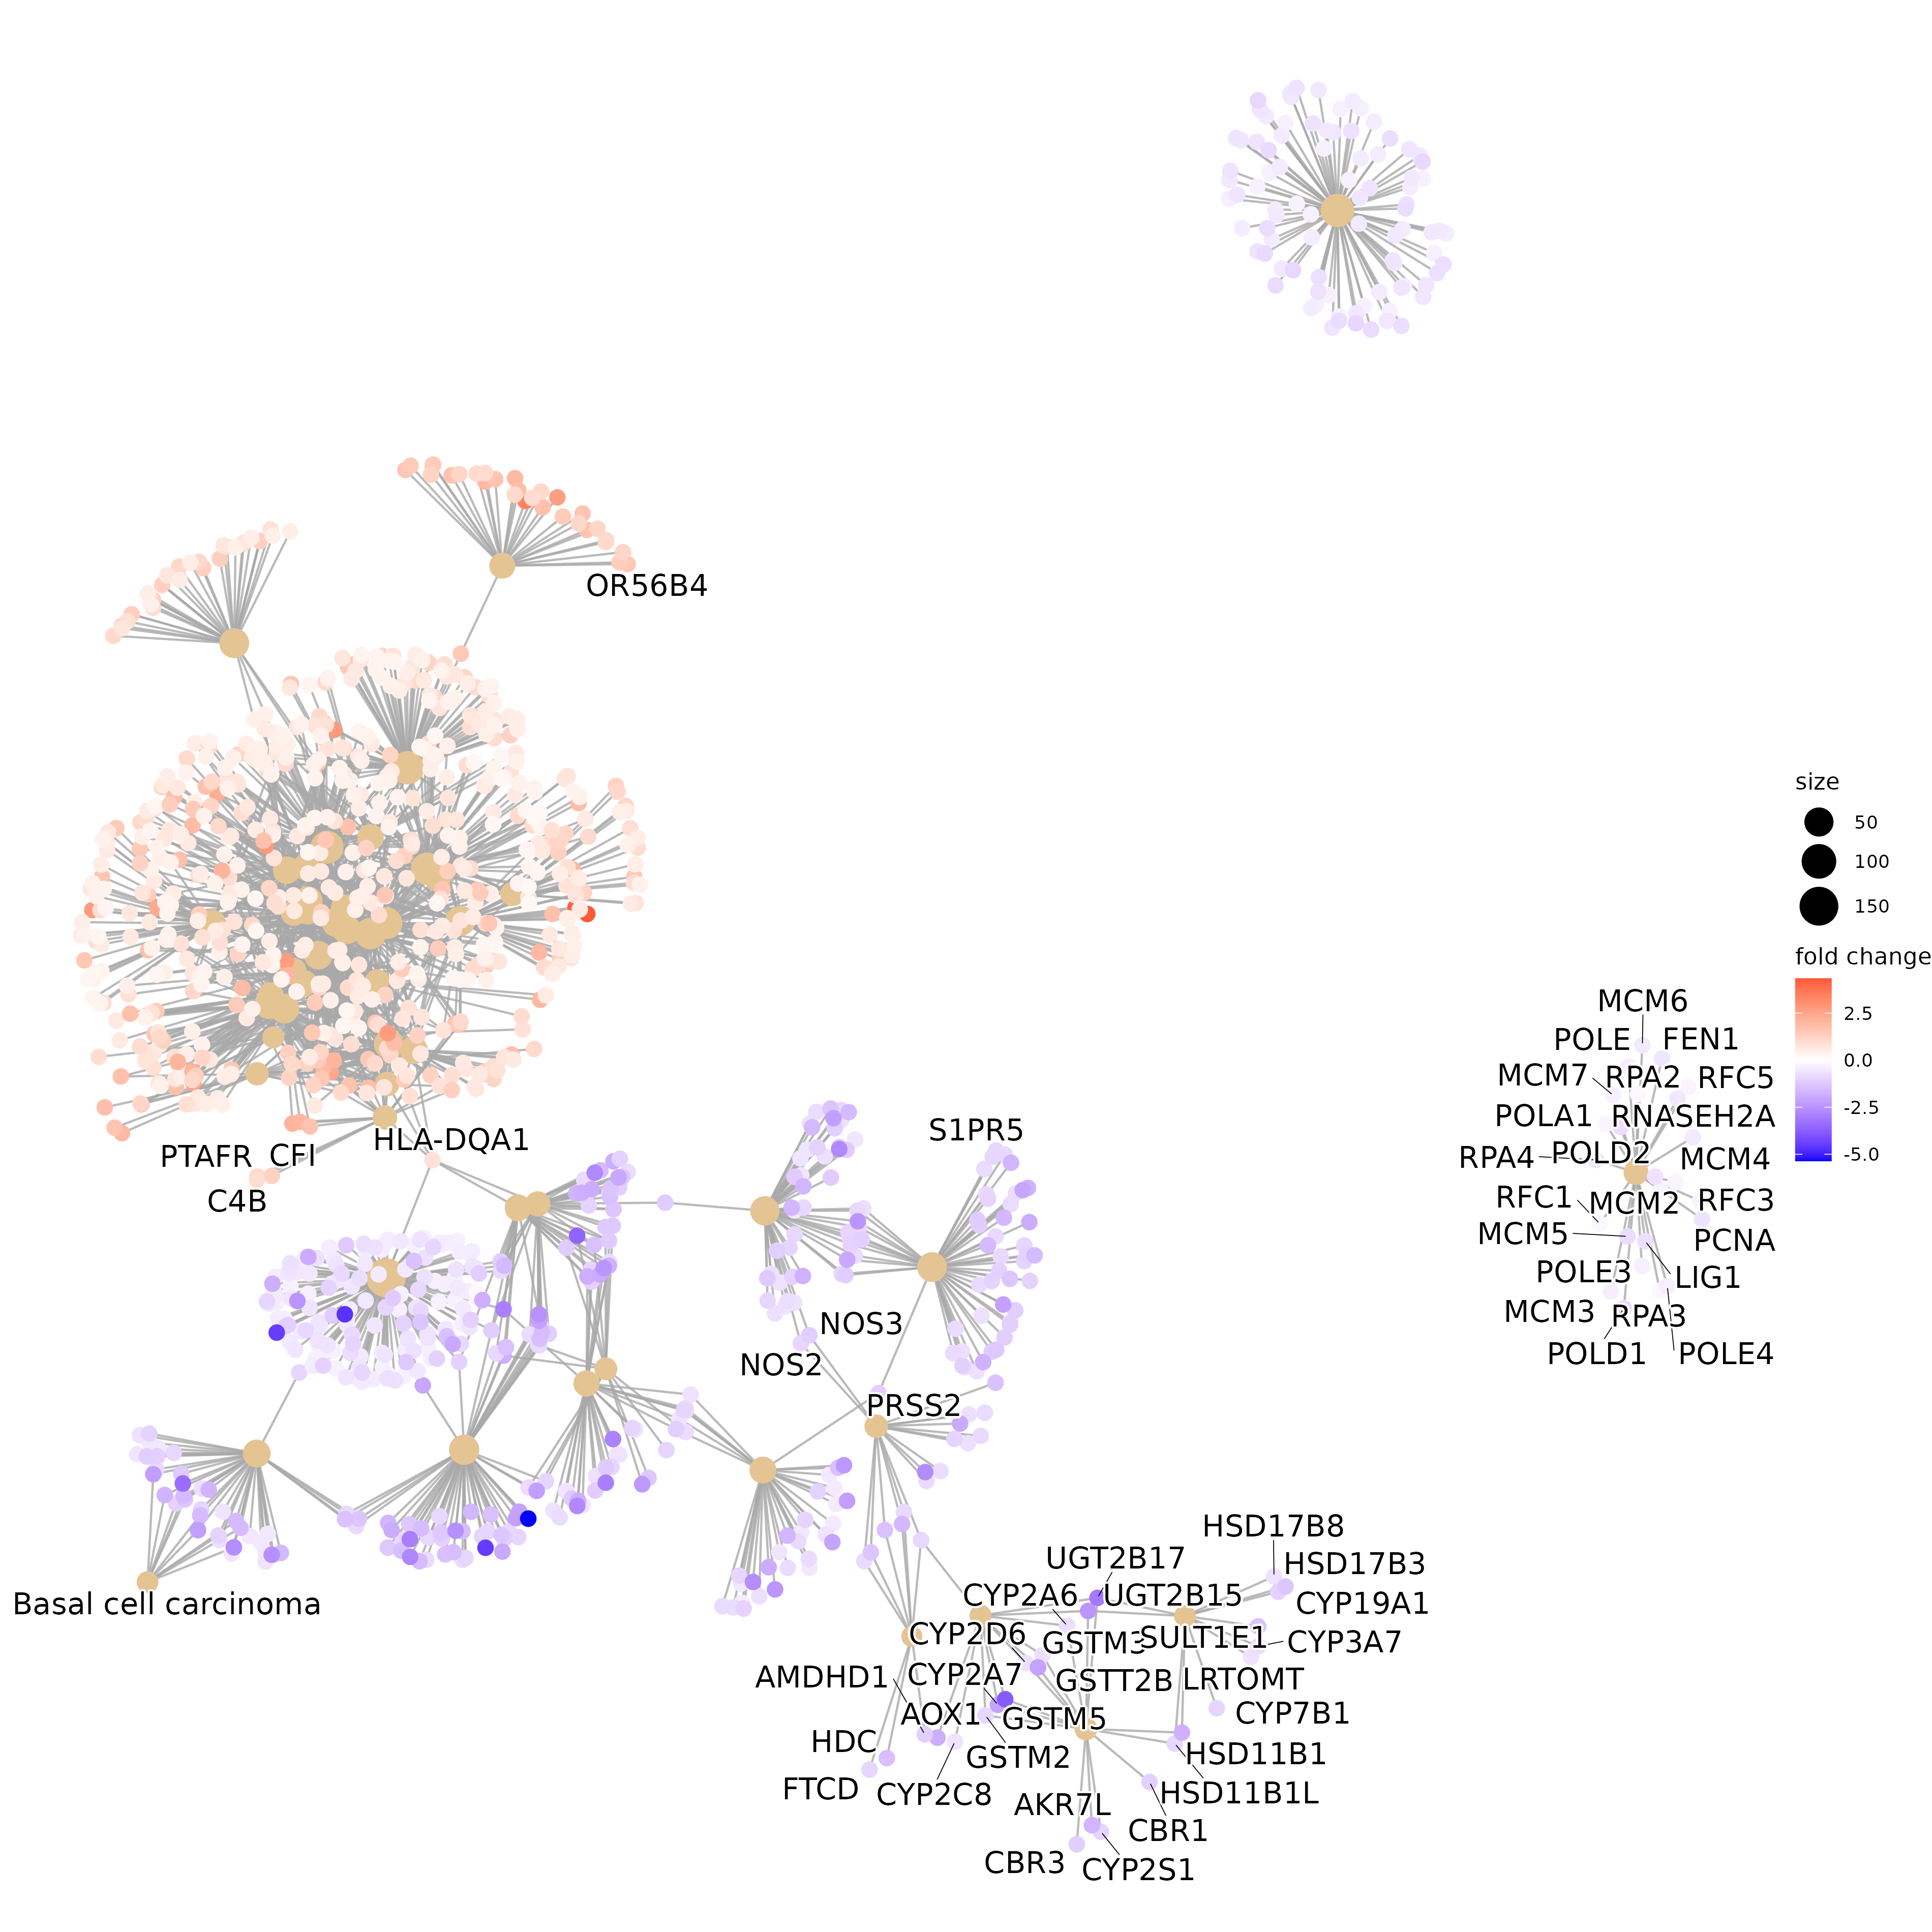 OR56B4
size
50
100
150
fold change
2.5
0.0
-2.5
-5.0
MCM6
POLE
FEN1
MCM7
RPA2
RFC5
POLA1
RNASEH2A
RPA4
POLD2
MCM4
RFC1
MCM2
RFC3
MCM5
PCNA
POLE3
LIG1
MCM3
RPA3
POLD1
POLE4
S1PR5
PTAFR
CFI
HLA-DQA1
C4B
NOS3
NOS2
PRSS2
Basal cell carcinoma
HSD17B8
UGT2B17
HSD17B3
CYP2A6
UGT2B15
CYP19A1
CYP2D6
GSTM3
SULT1E1
CYP3A7
AMDHD1
CYP2A7
GSTT2B
LRTOMT
AOX1
GSTM5
CYP7B1
HDC
GSTM2
HSD11B1
FTCD
CYP2C8
AKR7L
HSD11B1L
CBR1
CBR3
CYP2S1